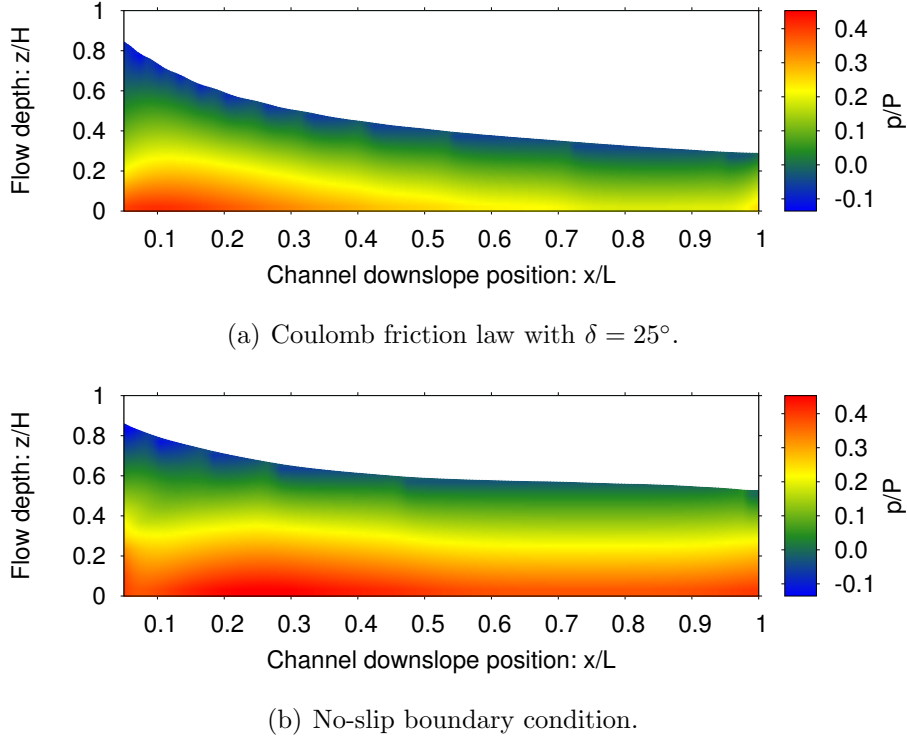 1
0.8
0.6
0.4
0.2
0
Flow depth: z/H
0.1 0.2 0.3 0.4 0.5 0.6 0.7 0.8 0.9 1
Channel downslope position: x/L
0.4
0.3
0.2
0.1
0.0
-0.1
p/P
(a) Coulomb friction law with δ = 25°.
1
0.8
0.6
0.4
0.2
0
Flow depth: z/H
0.1 0.2 0.3 0.4 0.5 0.6 0.7 0.8 0.9 1
Channel downslope position: x/L
0.4
0.3
0.2
0.1
0.0
-0.1
p/P
(b) No-slip boundary condition.